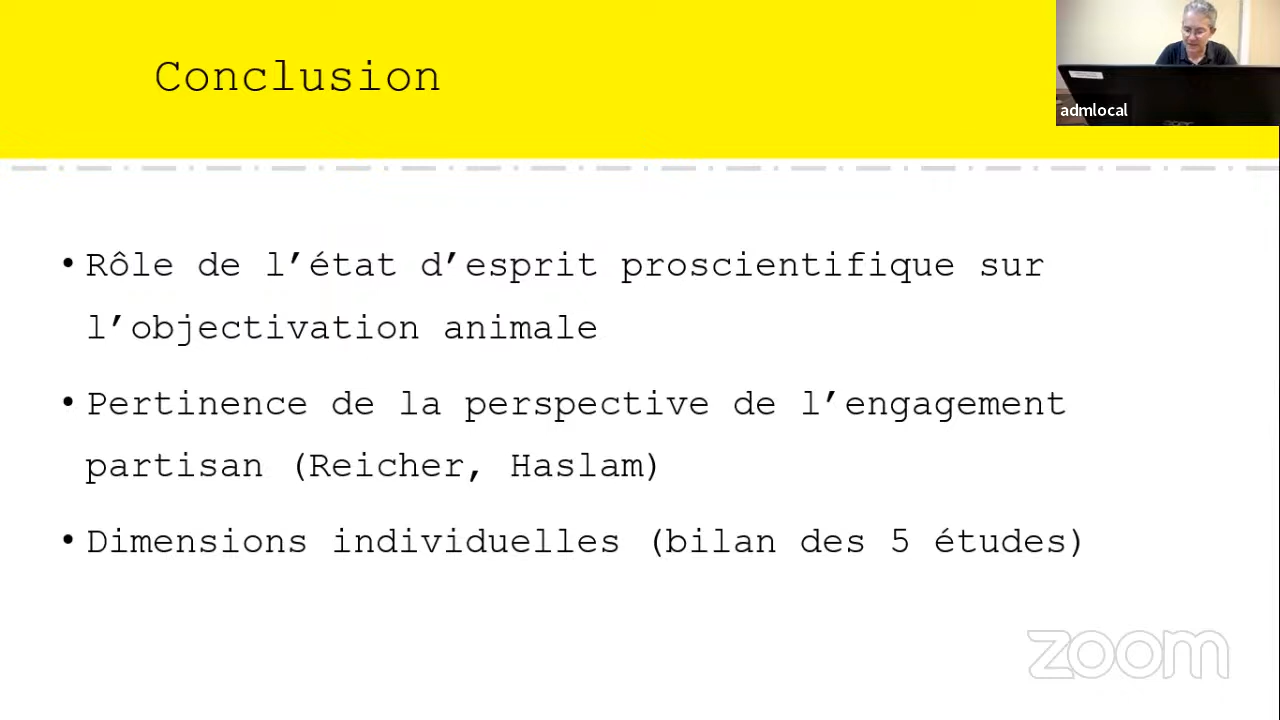 Conclusion
admlocal
acer
• Rôle de l’état d’esprit proscientifique sur
l’objectivation animale
• Pertinence de la perspective de l’engagement
partisan (Reicher, Haslam)
• Dimensions individuelles (bilan des 5 études)
zoom